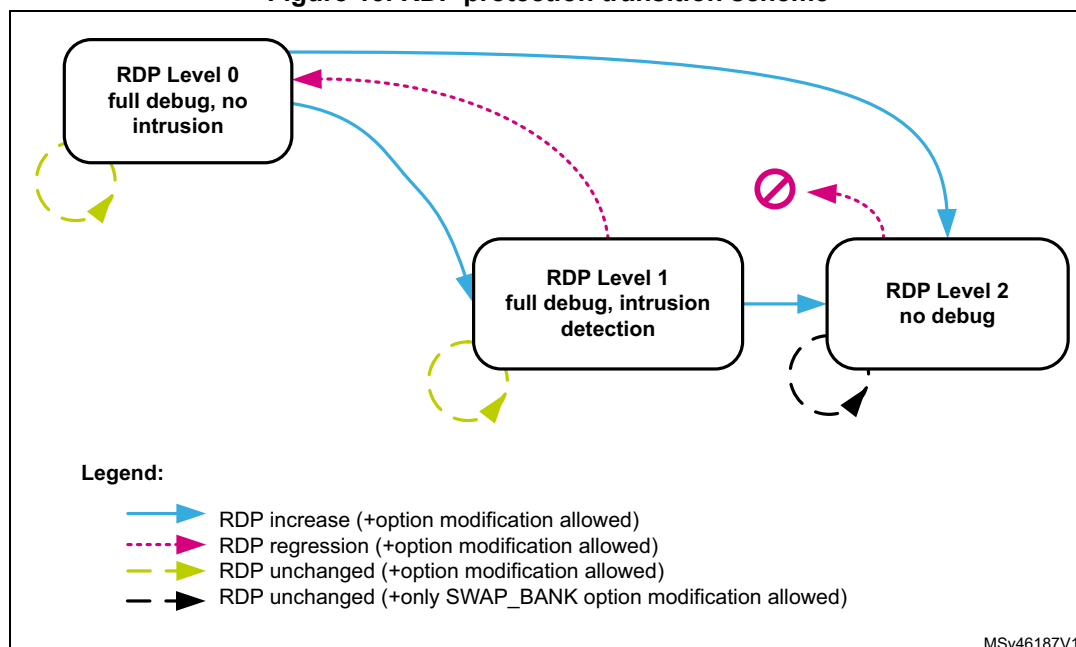 RDP Level 0
full debug, no
intrusion
RDP Level 1
full debug, intrusion
detection
RDP Level 2
no debug
Legend:
RDP increase (+option modification allowed)
RDP regression (+option modification allowed)
RDP unchanged (+option modification allowed)
RDP unchanged (+only SWAP_BANK option modification allowed)
MSv46187V1